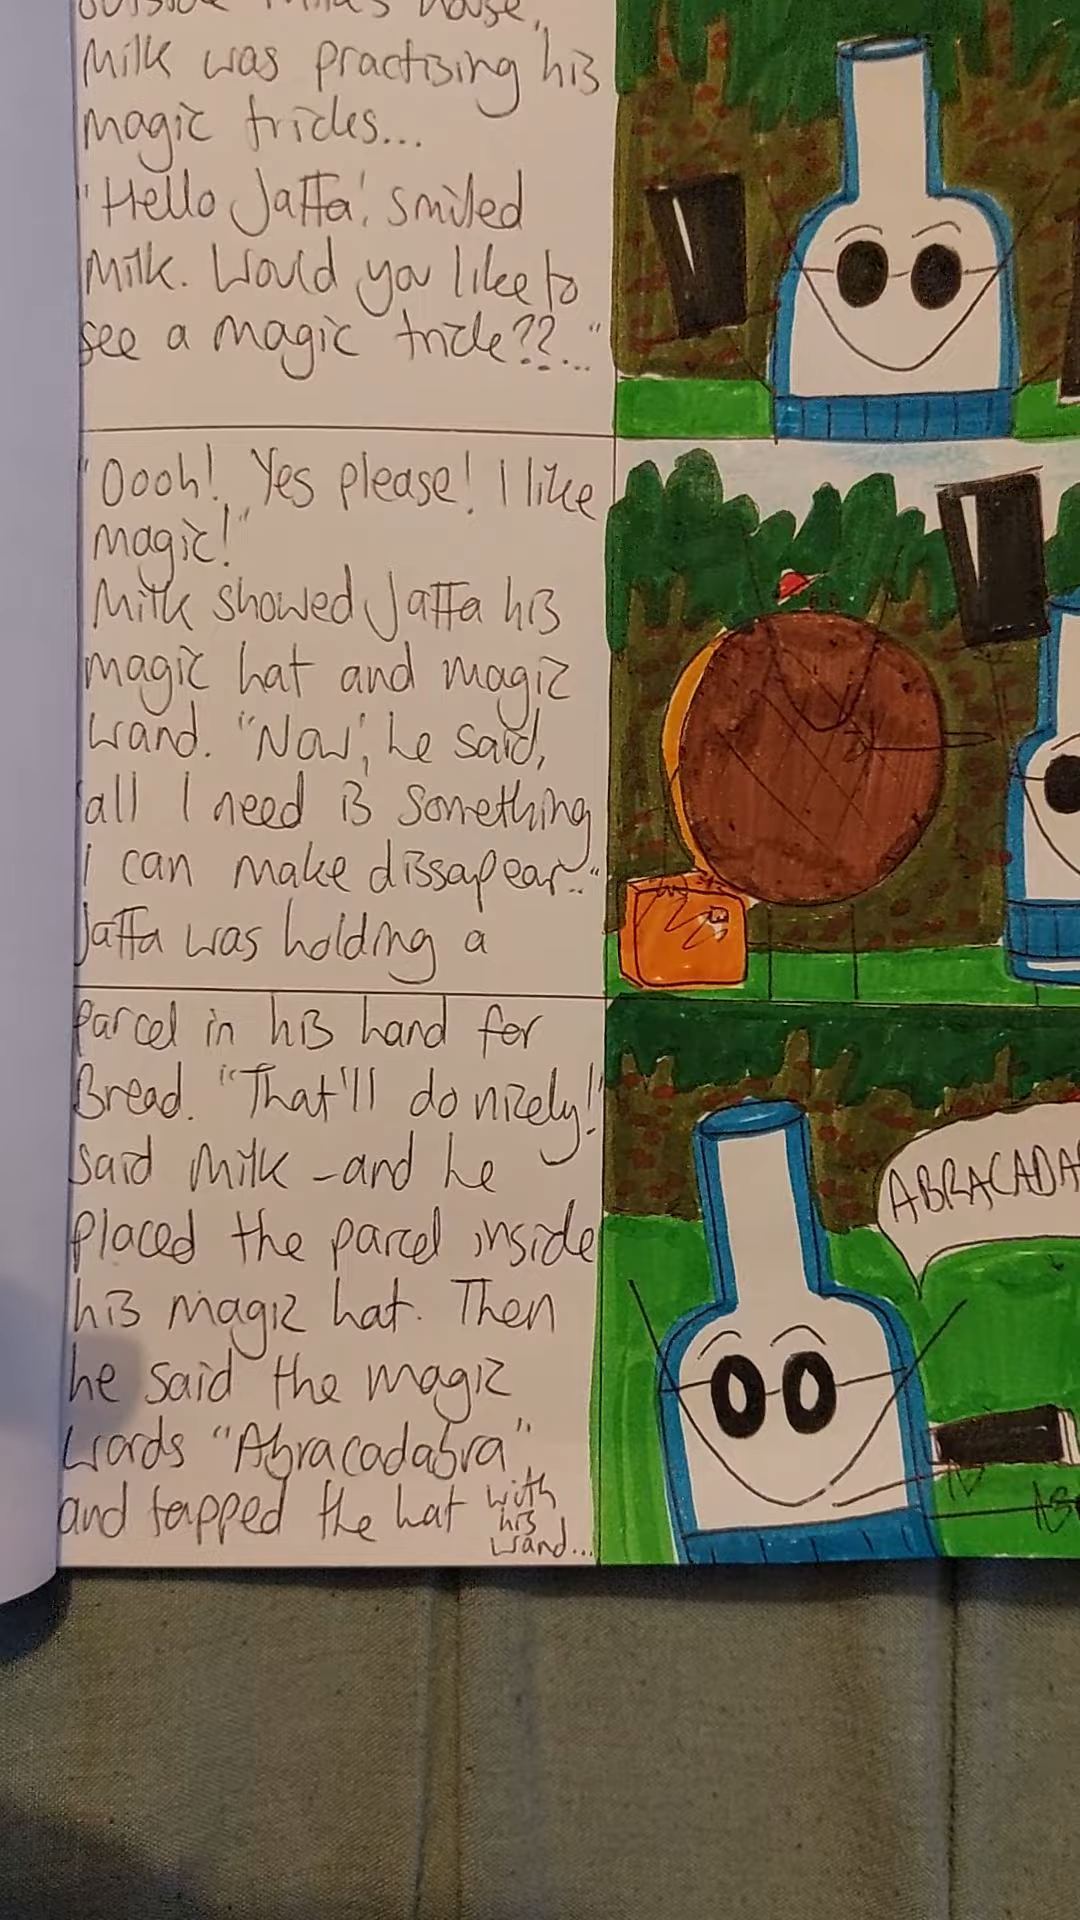 outside Milk's house,
Milk was practising his
magic tricks...
'Hello Jaffa', smiled
Milk. Would you like to
see a magic trick??..."
"Oooh! Yes please! I like
magic!"
Milk showed Jaffa his
magic hat and magic
wand. "Now', he said,
'all I need is something
I can make dissapear.."
Jaffa was holding a
parcel in his hand for
Bread. "That'll do nicely!"
said Milk - and he
placed the parcel inside
his magic hat. Then
he said the magic
words "Abracadabra"
and tapped the hat with
his
wand...
ABRACADA